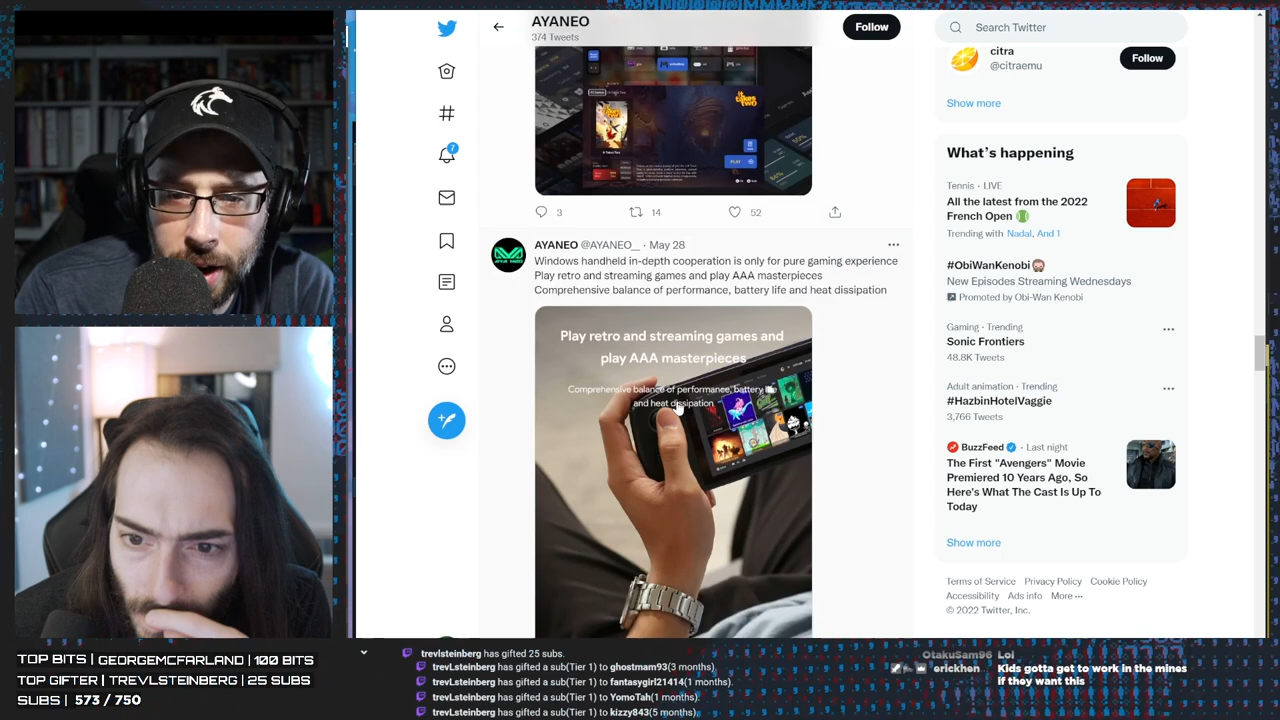 AYANEO
374 Tweets
Follow
3
14
52
AYANEO @AYANEO__ · May 28
Windows handheld in-depth cooperation is only for pure gaming experience
Play retro and streaming games and play AAA masterpieces
Comprehensive balance of performance, battery life and heat dissipation
Play retro and streaming games and
play AAA masterpieces
Comprehensive balance of performance, battery life
and heat dissipation
it takes
two
PLAY
7
Search Twitter
citra
@citraemu
Follow
Show more
What's happening
Tennis · LIVE
All the latest from the 2022
French Open
Trending with Nadal, And 1
#ObiWanKenobi
New Episodes Streaming Wednesdays
Promoted by Obi-Wan Kenobi
Gaming · Trending
Sonic Frontiers
48.8K Tweets
Adult animation · Trending
#HazbinHotelVaggie
3,766 Tweets
BuzzFeed · Last night
The First "Avengers" Movie
Premiered 10 Years Ago, So
Here's What The Cast Is Up To
Today
Show more
Terms of Service Privacy Policy Cookie Policy
Accessibility Ads info More ···
© 2022 Twitter, Inc.
TOP BITS | GEORGEMCFARLAND | 100 BITS
TOP GIFTER | TREVLSTEINBERG | 25 SUBS
SUBS | 573 / 750
trevlsteinberg has gifted 25 subs.
trevLsteinberg has gifted a sub(Tier 1) to ghostmam93(3 months).
trevLsteinberg has gifted a sub(Tier 1) to fantasygirl21414(1 months).
trevLsteinberg has gifted a sub(Tier 1) to YomoTah(1 months).
trevLsteinberg has gifted a sub(Tier 1) to kizzy843(5 months).
OtakuSam96 Lol
erickhen Kids gotta get to work in the mines
if they want this